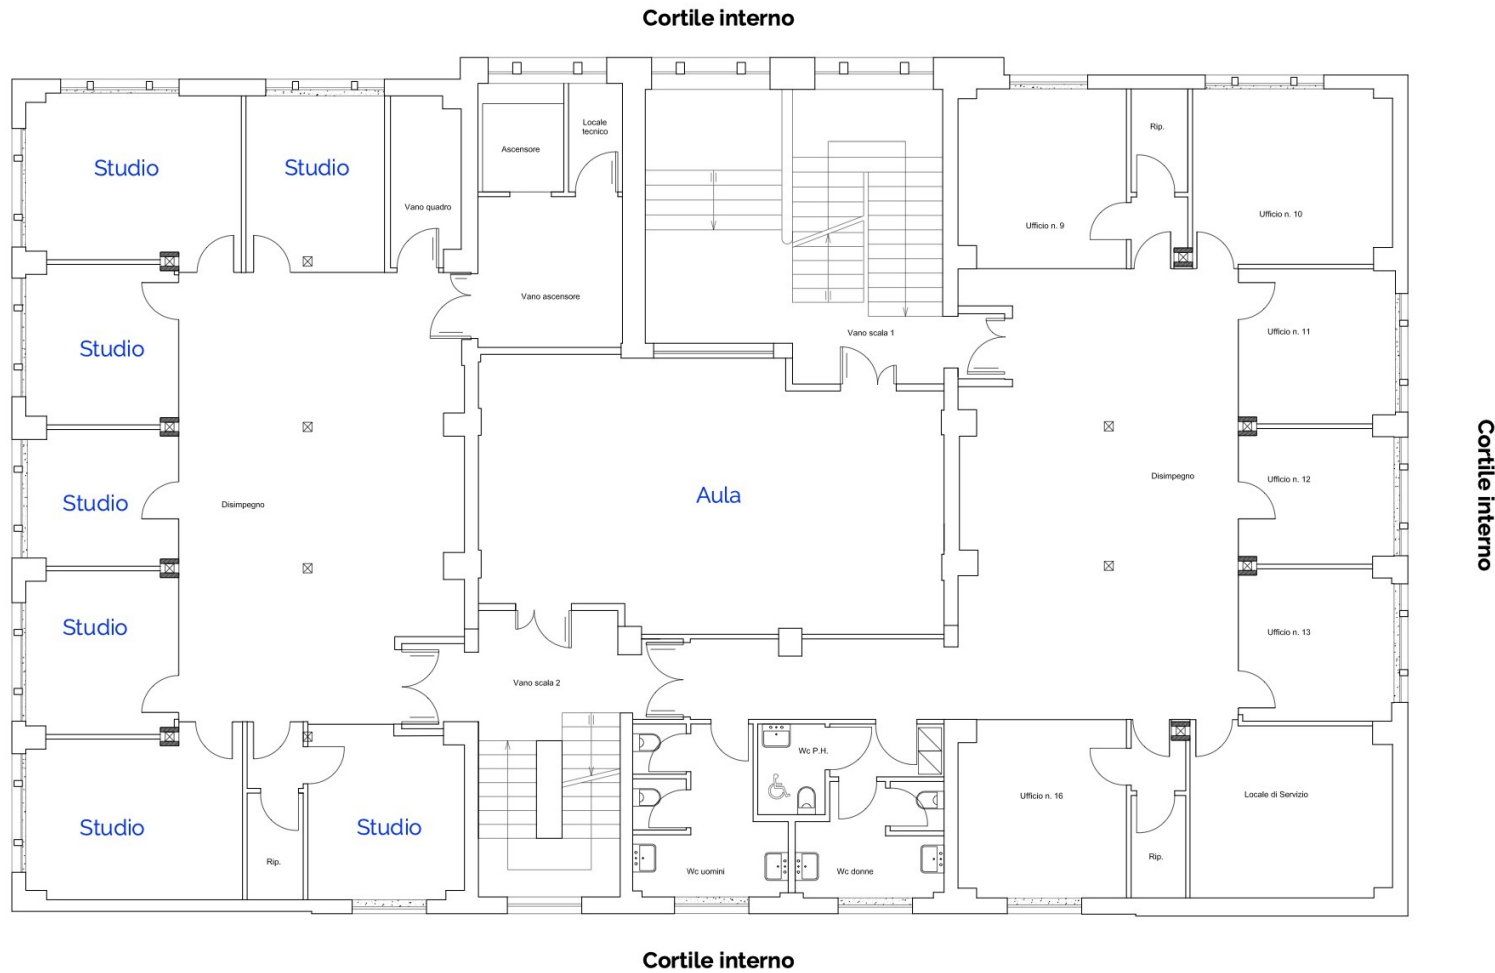 Cortile interno
Locale
tecnico
Ascensore
Rip.
Studio
Studio
Vano quadro
Ufficio n. 9
Ufficio n. 10
Vano ascensore
Vano scala 1
Ufficio n. 11
Studio
Cortile interno
Disimpegno
Ufficio n. 12
Aula
Studio
Disimpegno
Studio
Ufficio n. 13
Vano scala 2
Wc P.H.
Ufficio n. 16
Locale di Servizio
Studio
Studio
Rip.
Rip.
Wc uomini
Wc donne
Cortile interno